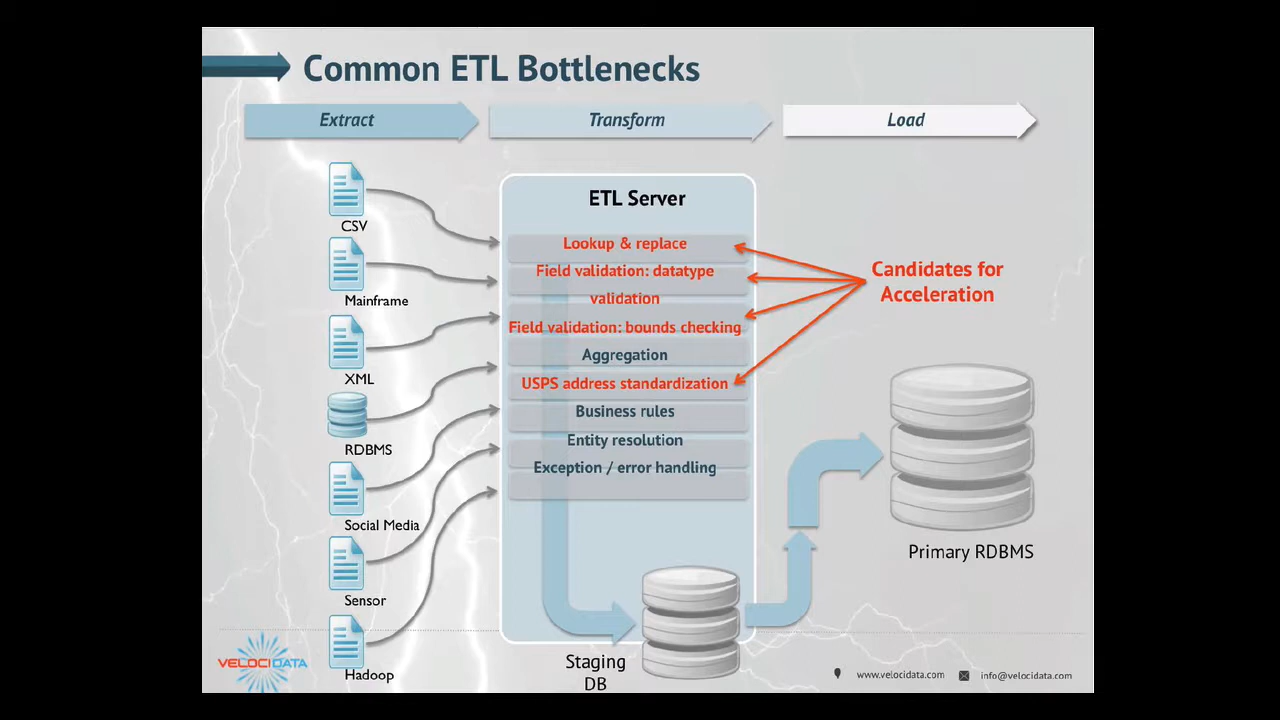 Common ETL Bottlenecks
Extract
Transform
Load
CSV
Mainframe
XML
RDBMS
Social Media
Sensor
Hadoop
ETL Server
Lookup & replace
Field validation: datatype
validation
Field validation: bounds checking
Aggregation
USPS address standardization
Business rules
Entity resolution
Exception / error handling
Staging
DB
Candidates for
Acceleration
Primary RDBMS
VELOCIDATA
www.velocidata.com
info@velocidata.com